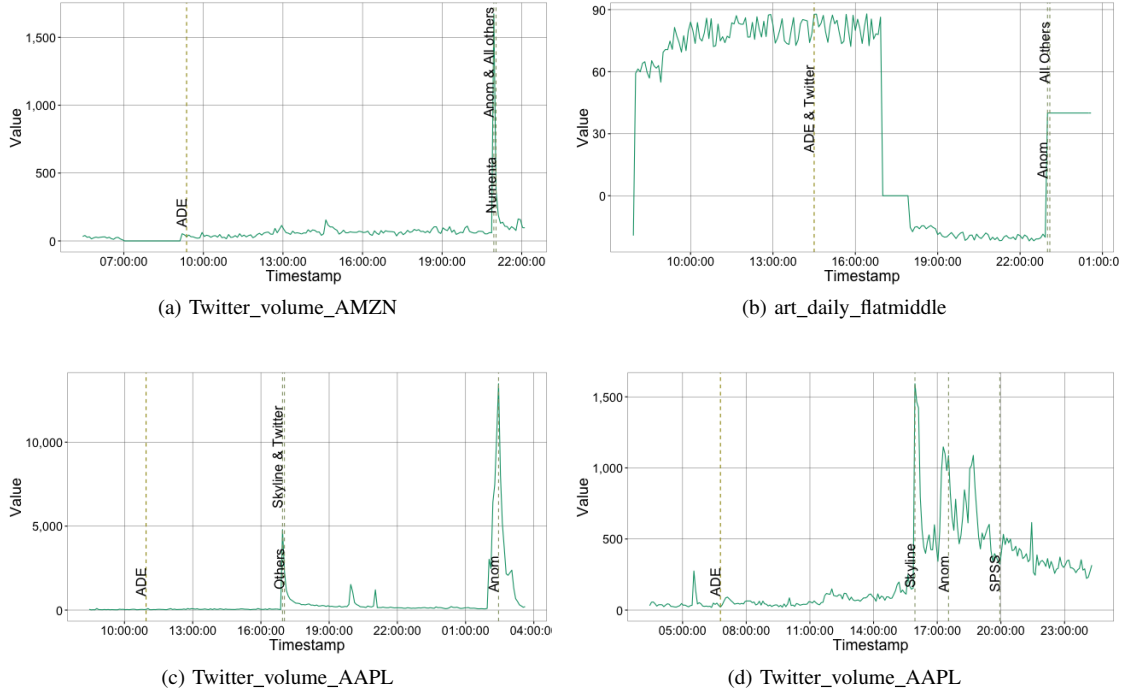 1,500
1,000
500
0
Value
ADE
Numenta
Anom & All others
07:00:00
10:00:00
13:00:00
16:00:00
19:00:00
22:00:00
Timestamp
(a) Twitter_volume_AMZN
90
60
30
0
Value
ADE & Twitter
Anom
All Others
10:00:00
13:00:00
16:00:00
19:00:00
22:00:00
01:00:0
Timestamp
(b) art_daily_flatmiddle
10,000
5,000
0
Value
ADE
Others
Skyline & Twitter
Anom
10:00:00
13:00:00
16:00:00
19:00:00
22:00:00
01:00:00
04:00:0
Timestamp
(c) Twitter_volume_AAPL
1,500
1,000
500
0
Value
ADE
Skyline
Anom
SPSS
05:00:00
08:00:00
11:00:00
14:00:00
17:00:00
20:00:00
23:00:00
Timestamp
(d) Twitter_volume_AAPL